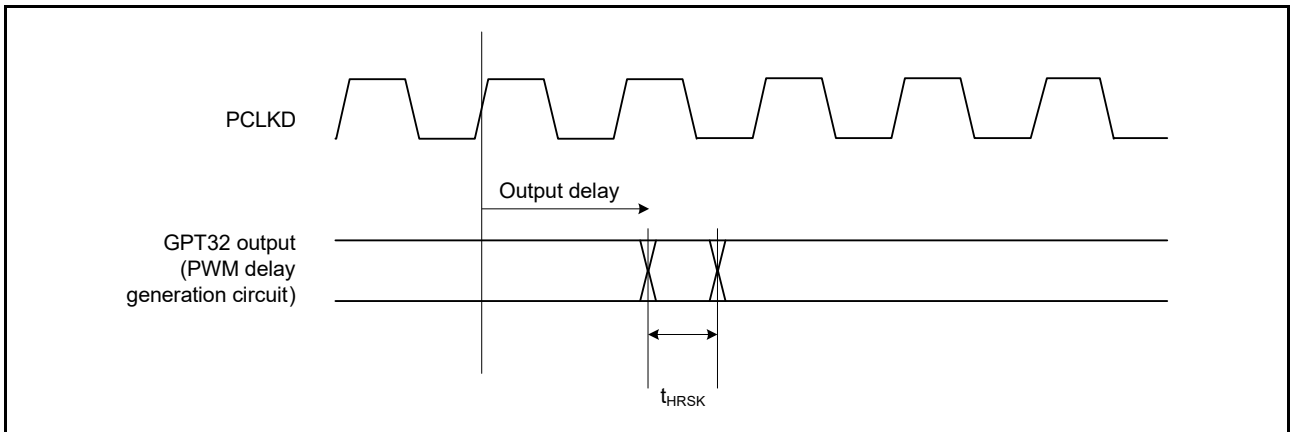 PCLKD
Output delay
GPT32 output
(PWM delay
generation circuit)
tHRSK